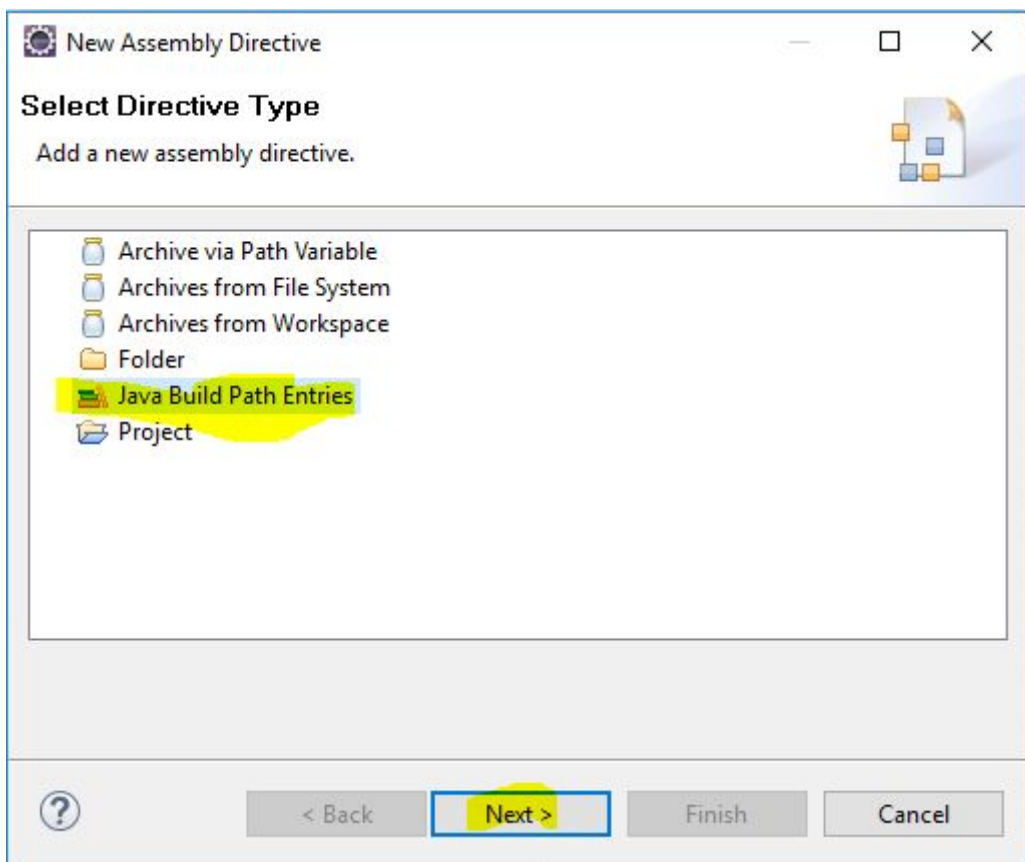 New Assembly Directive
Select Directive Type
Add a new assembly directive.
Archive via Path Variable
Archives from File System
Archives from Workspace
Folder
Java Build Path Entries
Project
?
< Back
Next >
Finish
Cancel